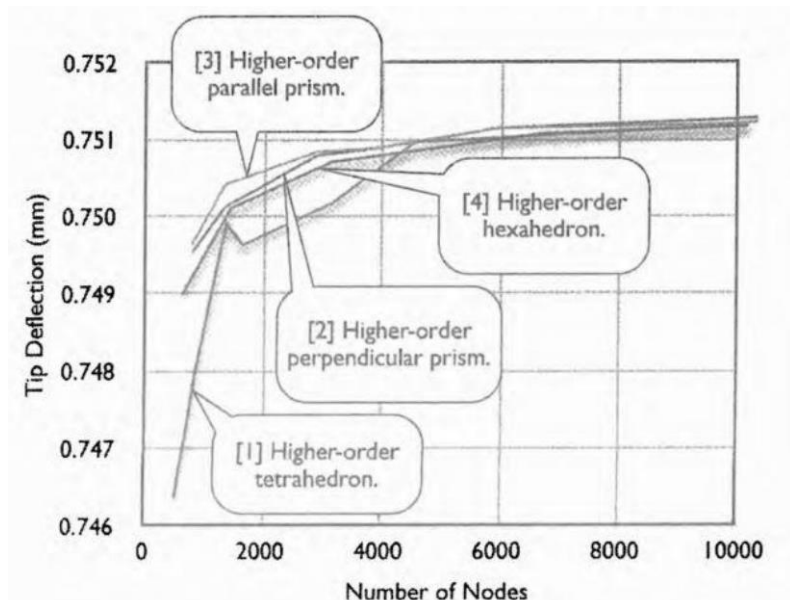 [3] Higher-order
parallel prism.
0.752
0.751
0.750
0.749
0.748
0.747
0.746
Tip Deflection (mm)
[4] Higher-order
hexahedron.
[2] Higher-order
perpendicular prism.
[1] Higher-order
tetrahedron.
0
2000
4000
6000
8000
10000
Number of Nodes